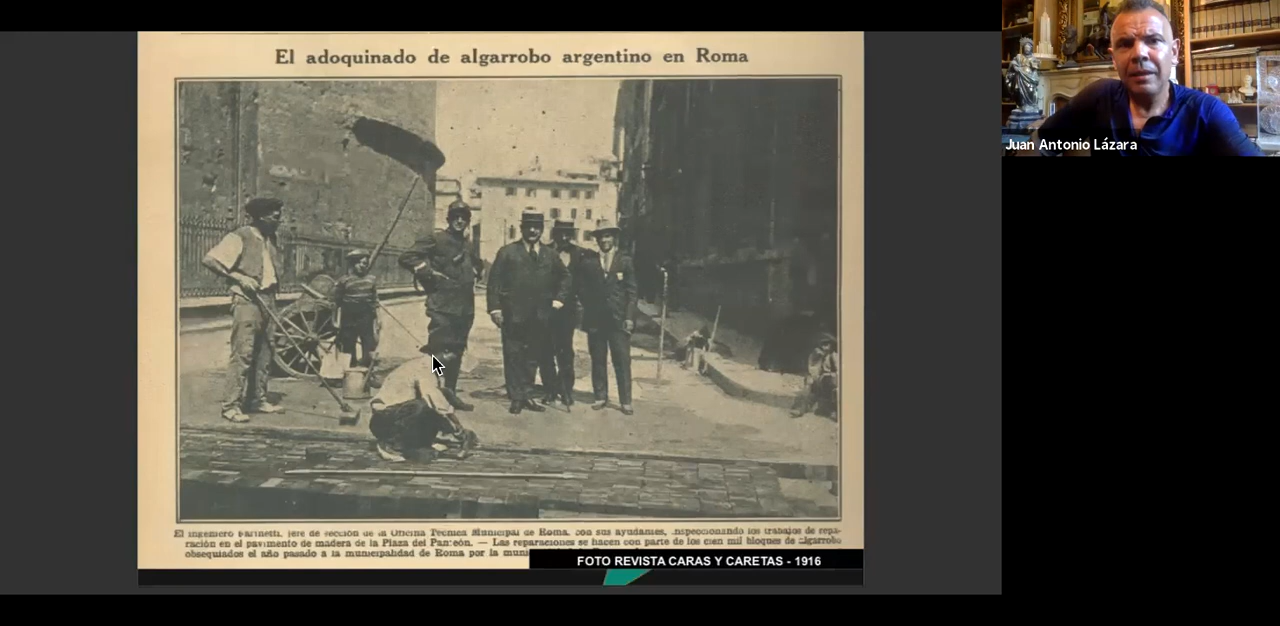 El adoquinado de algarrobo argentino en Roma
El ingeniero Farinetti, jefe de sección de la Oficina Técnica Municipal de Roma, con sus ayudantes, inspeccionando los trabajos de repa-
ración en el pavimento de madera de la Plaza del Panteón. — Las reparaciones se hacen con parte de los cien mil bloques de algarrobo
obsequiados el año pasado a la municipalidad de Roma por la muni
FOTO REVISTA CARAS Y CARETAS - 1916
Juan Antonio Lázara